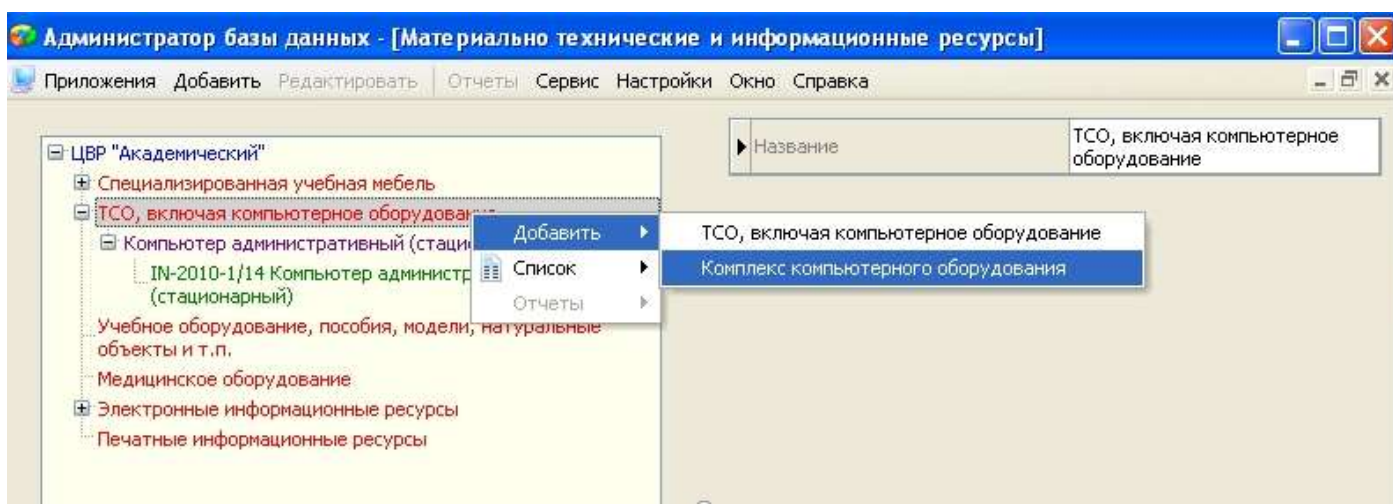 Администратор базы данных - [Материально технические и информационные ресурсы]
Приложения Добавить Редактировать Отчеты Сервис Настройки Окно Справка
ЦВР "Академический"
Специализированная учебная мебель
ТСО, включая компьютерное оборудование
Компьютер административный (стаци
IN-2010-1/14 Компьютер администр
(стационарный)
Учебное оборудование, пособия, модели, натуральные
объекты и т.п.
Медицинское оборудование
Электронные информационные ресурсы
Печатные информационные ресурсы
Добавить
Список
Отчеты
ТСО, включая компьютерное оборудование
Комплекс компьютерного оборудования
Название
ТСО, включая компьютерное
оборудование